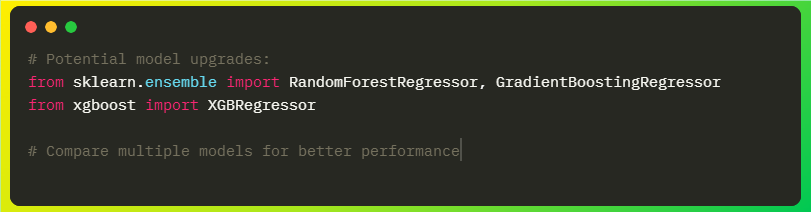 # Potential model upgrades:
from sklearn.ensemble import RandomForestRegressor, GradientBoostingRegressor
from xgboost import XGBRegressor
# Compare multiple models for better performance